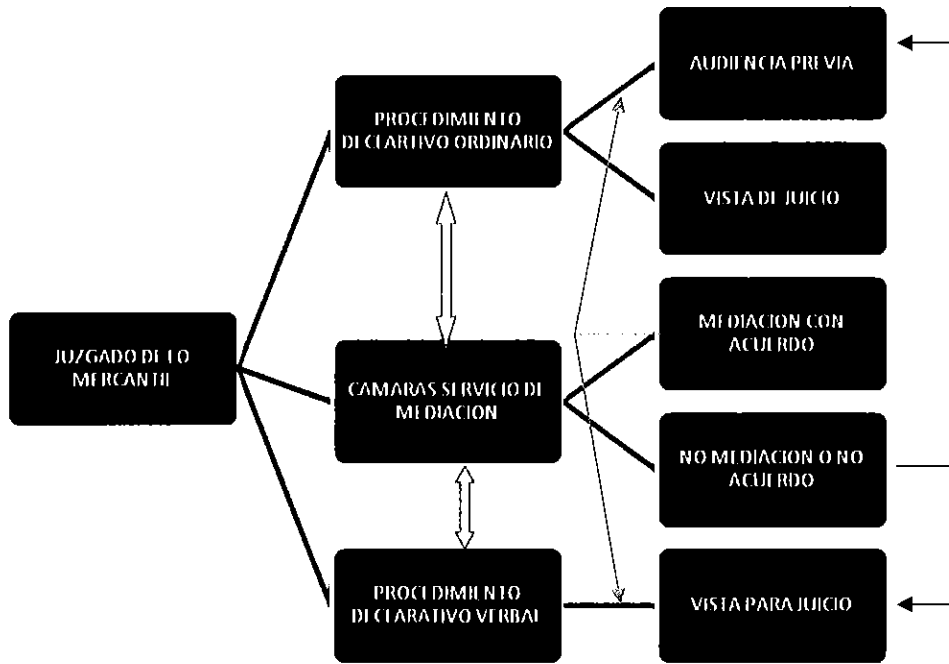 JUZGADO DE LO
MERCANTIL
PROCEDIMIENTO
DECLARTIVO ORDINARIO
CAMARAS SERVICIO DE
MEDIACION
PROCEDIMIENTO
DECLARATIVO VERBAL
AUDIENCIA PREVIA
VISTA DE JUICIO
MEDIACION CON
ACUERDO
NO MEDIACION O NO
ACUERDO
VISTA PARA JUICIO